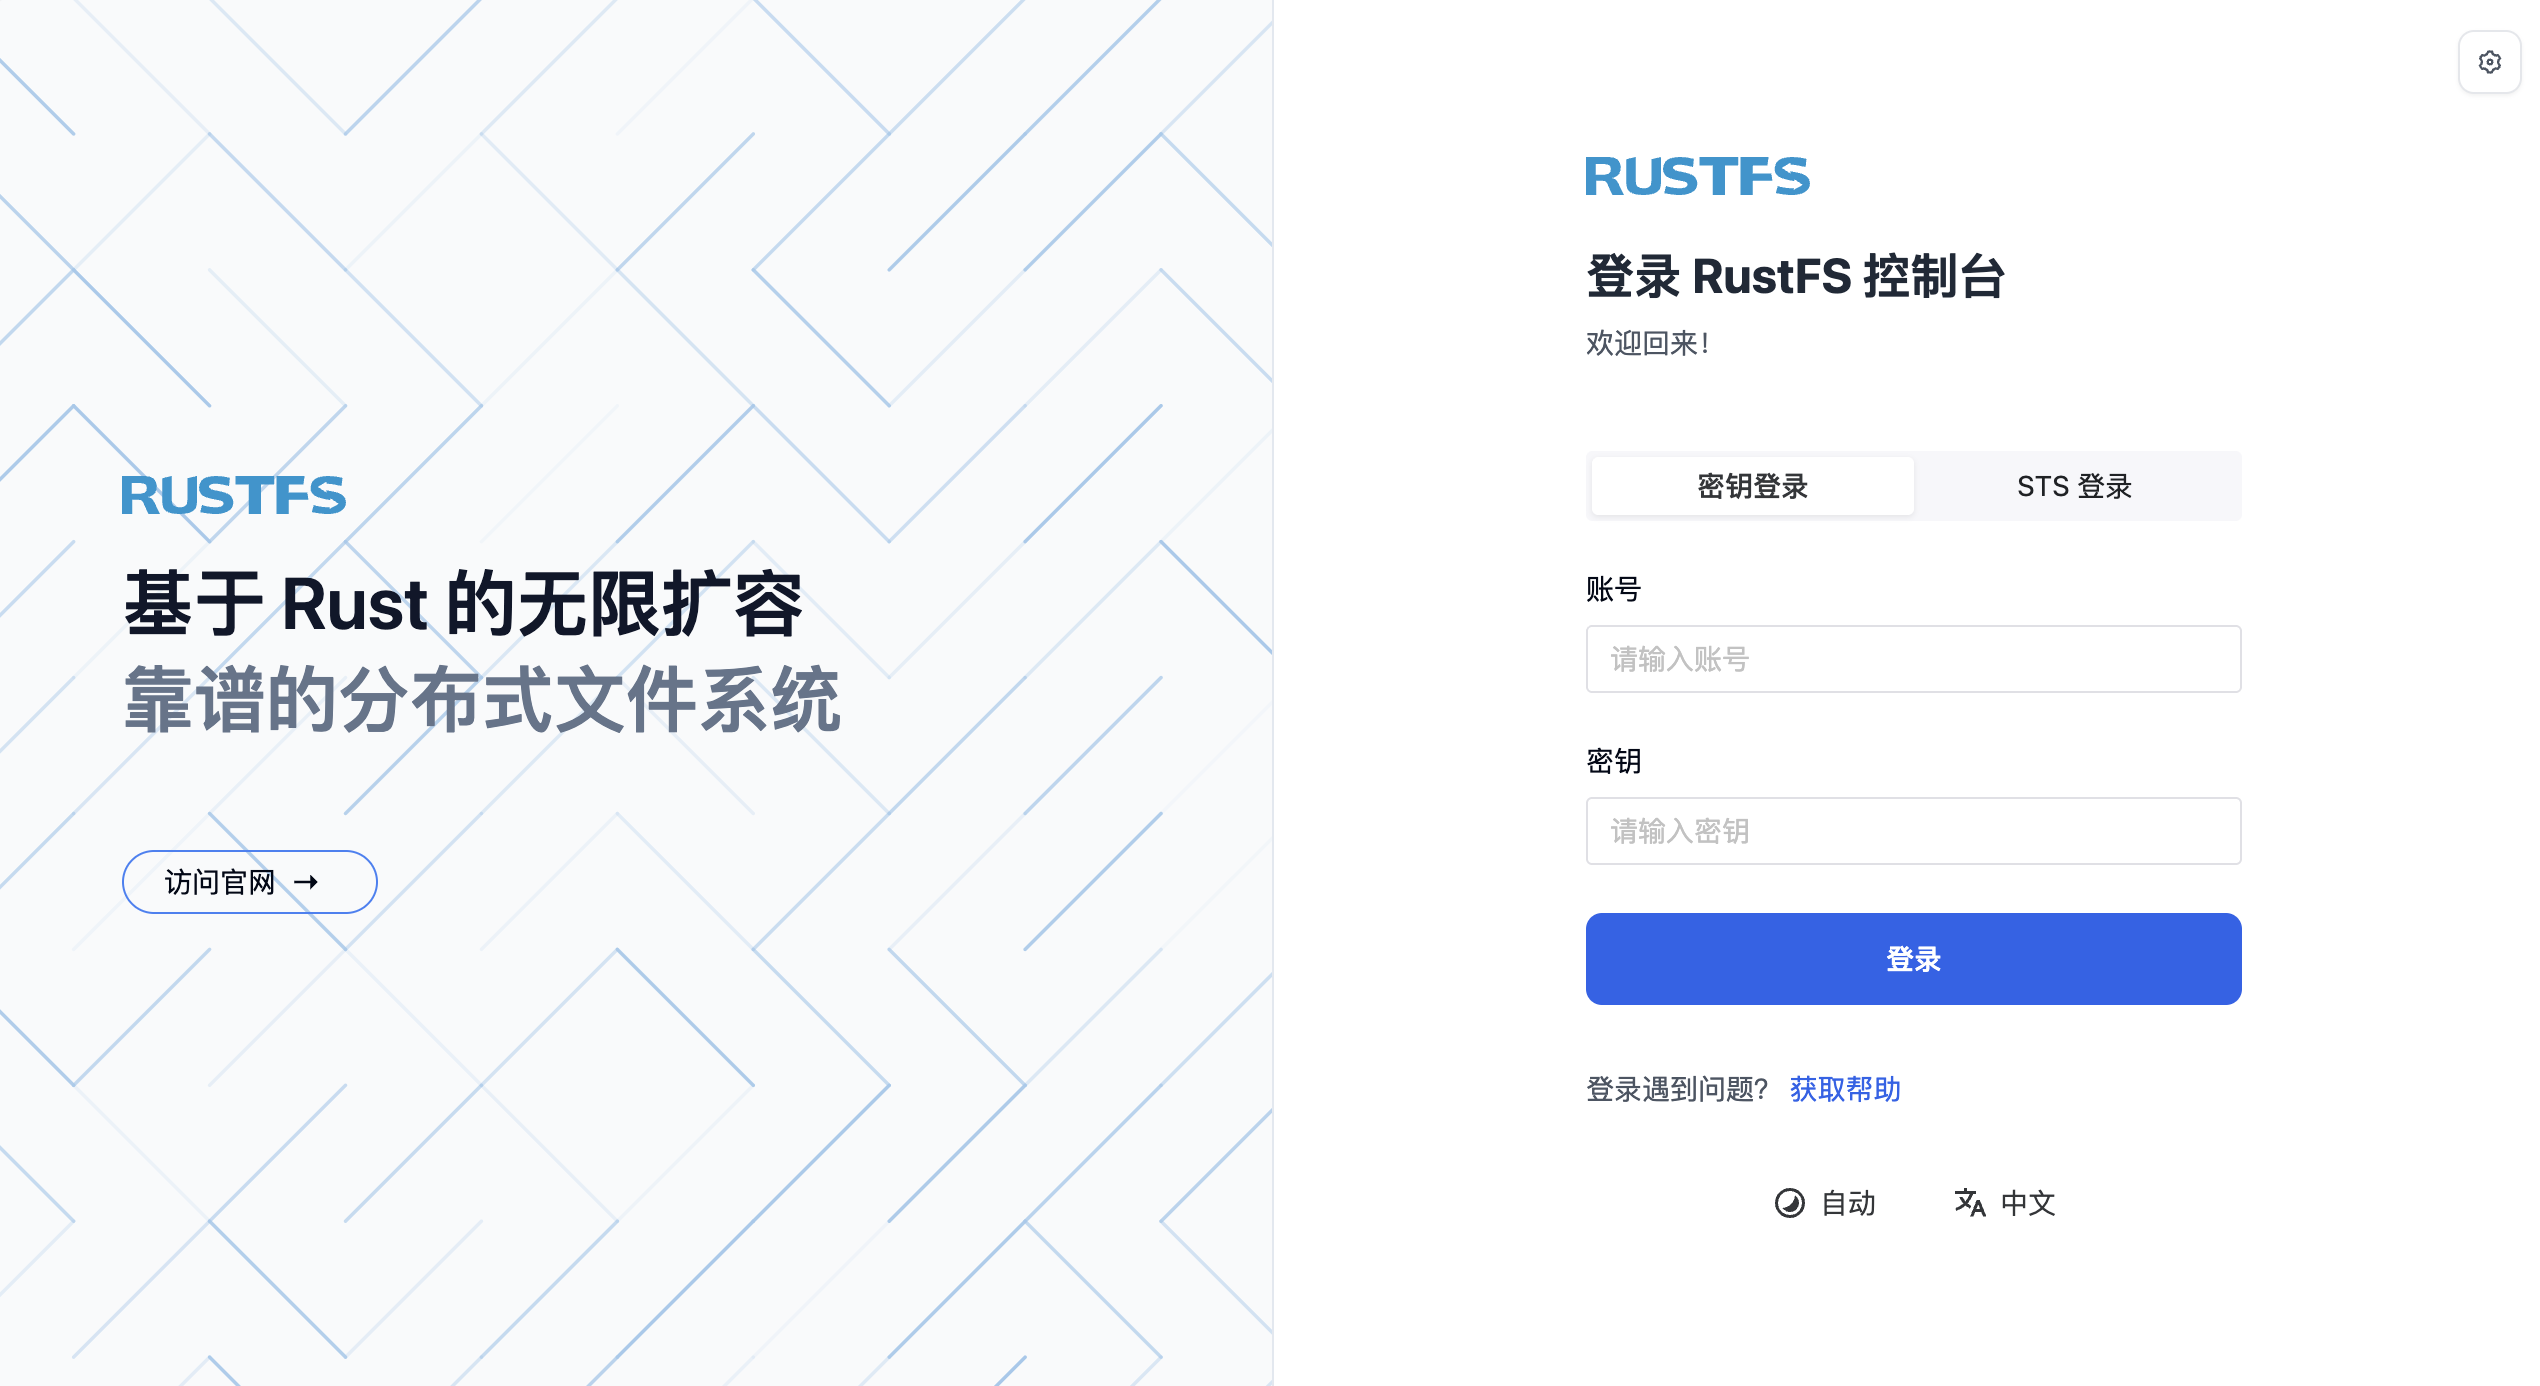 RUSTFS
基于 Rust 的无限扩容
靠谱的分布式文件系统
访问官网 →
RUSTFS
登录 RustFS 控制台
欢迎回来!
密钥登录 STS 登录
账号
请输入账号
密钥
请输入密钥
登录
登录遇到问题? 获取帮助
自动 中文